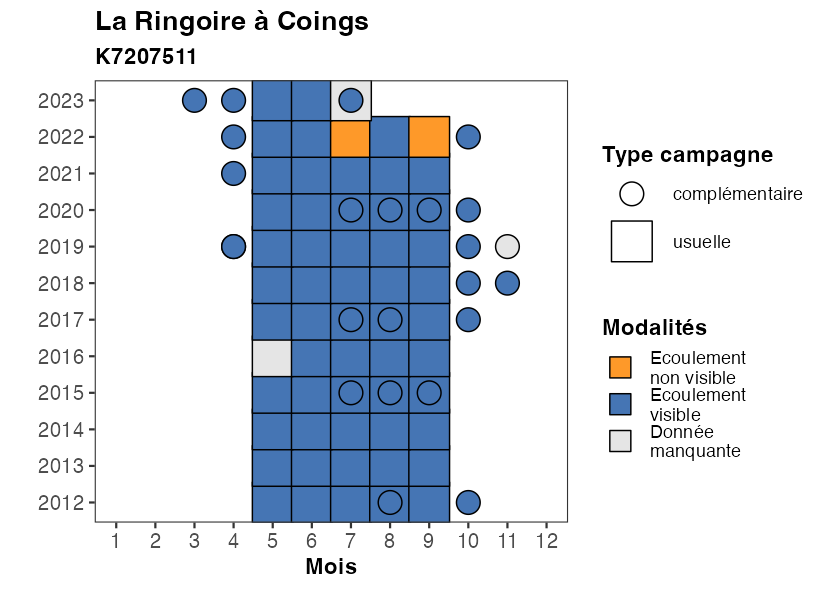 La Ringoire à Coings
K7207511
2023
2022
2021
2020
2019
2018
2017
2016
2015
2014
2013
2012
1 2 3 4 5 6 7 8 9 10 11 12
Mois
Type campagne
complémentaire
usuelle
Modalités
Ecoulement
non visible
Ecoulement
visible
Donnée
manquante